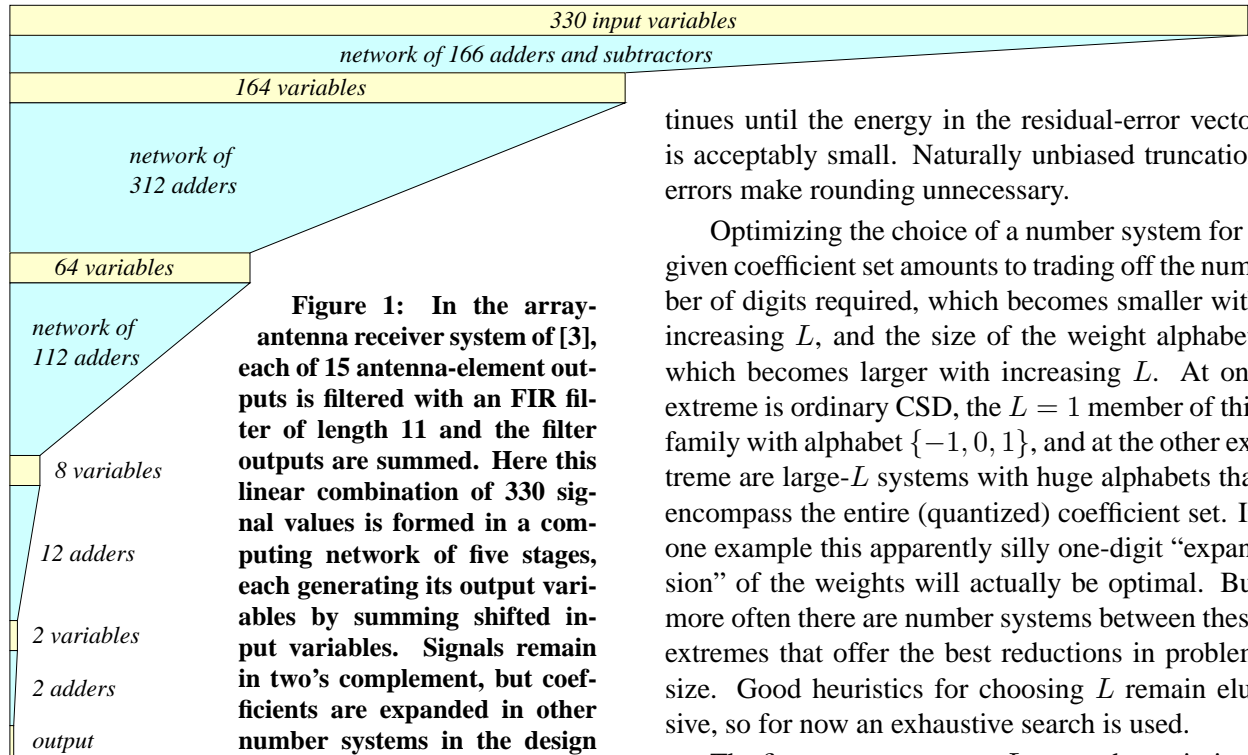 330 input variables
network of 166 adders and subtractors
164 variables
network of
312 adders
64 variables
network of
112 adders
8 variables
12 adders
2 variables
2 adders
output
Figure 1: In the array-
antenna receiver system of [3],
each of 15 antenna-element out-
puts is filtered with an FIR fil-
ter of length 11 and the filter
outputs are summed. Here this
linear combination of 330 sig-
nal values is formed in a com-
puting network of five stages,
each generating its output vari-
ables by summing shifted in-
put variables. Signals remain
in two's complement, but coef-
ficients are expanded in other
number systems in the design
tinues until the energy in the residual-error vecto
is acceptably small. Naturally unbiased truncatio
errors make rounding unnecessary.
Optimizing the choice of a number system for
given coefficient set amounts to trading off the num
ber of digits required, which becomes smaller wit
increasing L, and the size of the weight alphabe
which becomes larger with increasing L. At on
extreme is ordinary CSD, the L = 1 member of thi
family with alphabet {−1, 0, 1}, and at the other ex
treme are large-L systems with huge alphabets tha
encompass the entire (quantized) coefficient set. I
one example this apparently silly one-digit "expan
sion" of the weights will actually be optimal. Bu
more often there are number systems between thes
extremes that offer the best reductions in problem
size. Good heuristics for choosing L remain elu
sive, so for now an exhaustive search is used.